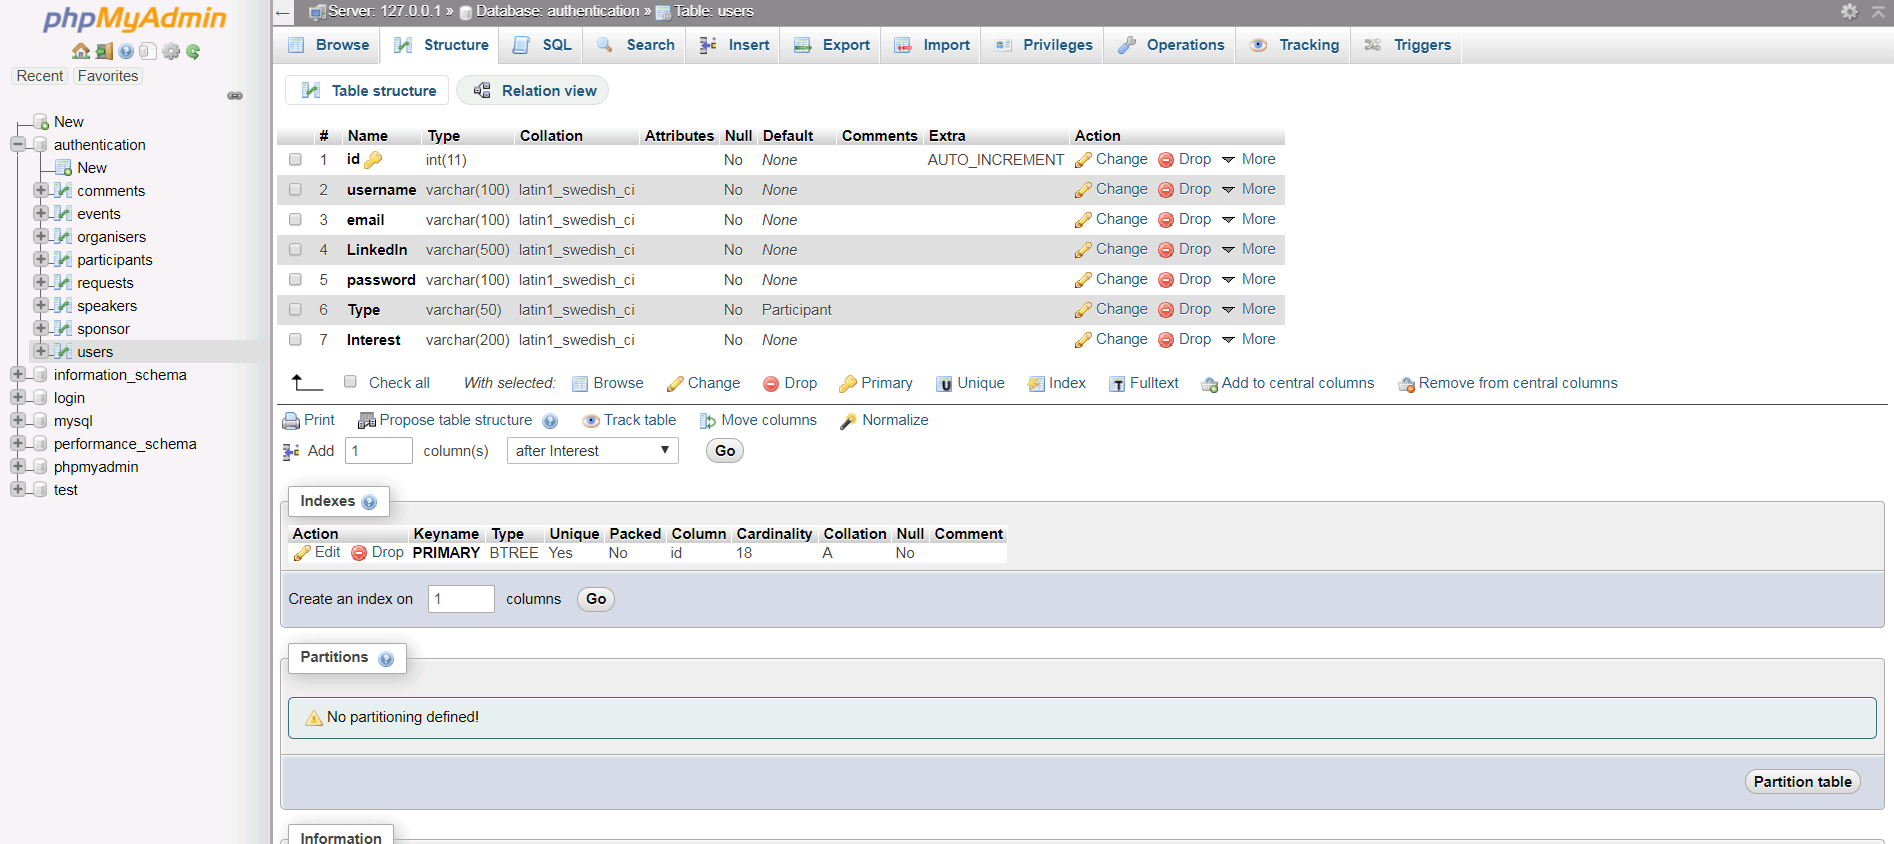 phpMyAdmin
Recent Favorites
New
authentication
New
comments
events
organisers
participants
requests
speakers
sponsor
users
information_schema
login
mysql
performance_schema
phpmyadmin
test
Server: 127.0.0.1 » Database: authentication » Table: users
Browse Structure SQL Search Insert Export Import Privileges Operations Tracking Triggers
Table structure Relation view
# Name Type Collation Attributes Null Default Comments Extra Action
1 id int(11) No None AUTO_INCREMENT Change Drop More
2 username varchar(100) latin1_swedish_ci No None Change Drop More
3 email varchar(100) latin1_swedish_ci No None Change Drop More
4 LinkedIn varchar(500) latin1_swedish_ci No None Change Drop More
5 password varchar(100) latin1_swedish_ci No None Change Drop More
6 Type varchar(50) latin1_swedish_ci No Participant Change Drop More
7 Interest varchar(200) latin1_swedish_ci No None Change Drop More
Check all With selected: Browse Change Drop Primary Unique Index Fulltext Add to central columns Remove from central columns
Print Propose table structure Track table Move columns Normalize
Add 1 column(s) after Interest Go
Indexes
Action Keyname Type Unique Packed Column Cardinality Collation Null Comment
Edit Drop PRIMARY BTREE Yes No id 18 A No
Create an index on 1 columns Go
Partitions
No partitioning defined!
Partition table
Information